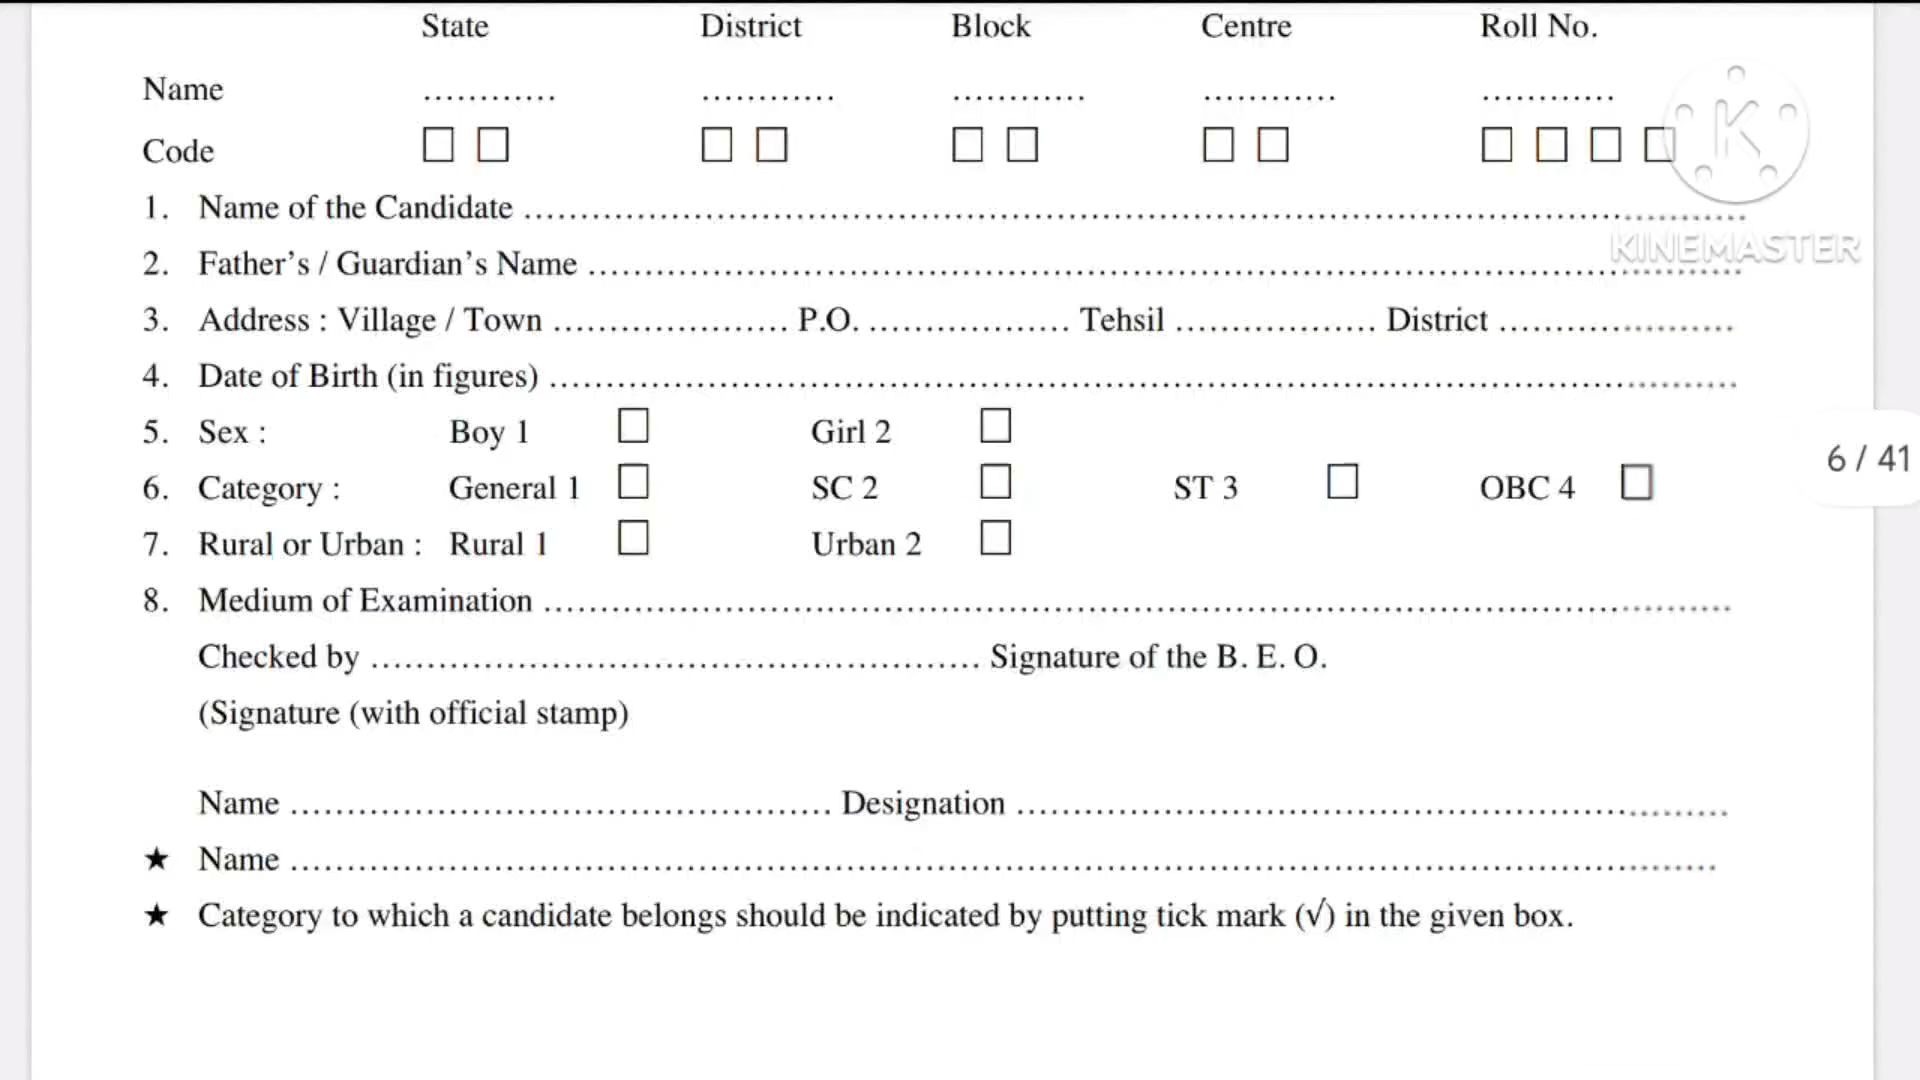 State District Block Centre Roll No.
Name ............ ............ ............ ............ ............
Code □ □ □ □ □ □ □ □ □ □ □ □
1. Name of the Candidate ....................................................................................
2. Father's / Guardian's Name ....................................................................................
3. Address : Village / Town ..................... P.O. .................. Tehsil .................. District .....................
4. Date of Birth (in figures) ....................................................................................
5. Sex : Boy 1 □ Girl 2 □
6. Category : General 1 □ SC 2 □ ST 3 □ OBC 4 □
7. Rural or Urban : Rural 1 □ Urban 2 □
8. Medium of Examination ....................................................................................
Checked by ...................................................... Signature of the B. E. O.
(Signature (with official stamp)
Name ................................................ Designation ................................................................
★ Name ....................................................................................
★ Category to which a candidate belongs should be indicated by putting tick mark (√) in the given box.
K
KINEMASTER
6 / 41